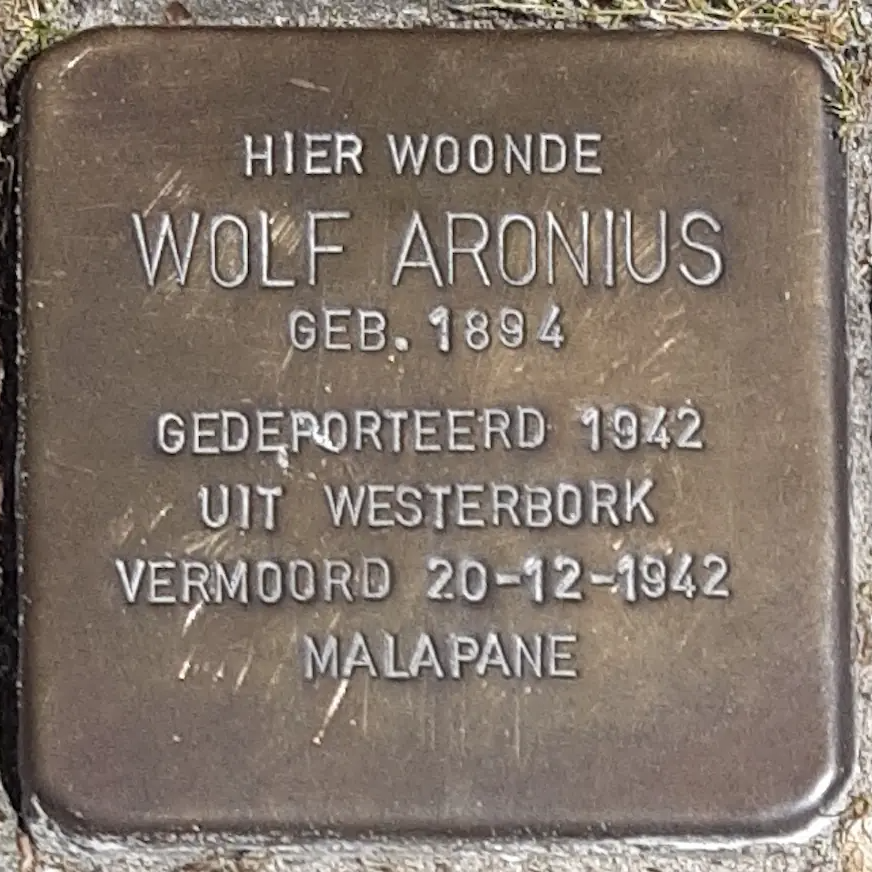 HIER WOONDE
WOLF ARONIUS
GEB. 1894
GEDEPORTEERD 1942
UIT WESTERBORK
VERMOORD 20-12-1942
MALAPANE